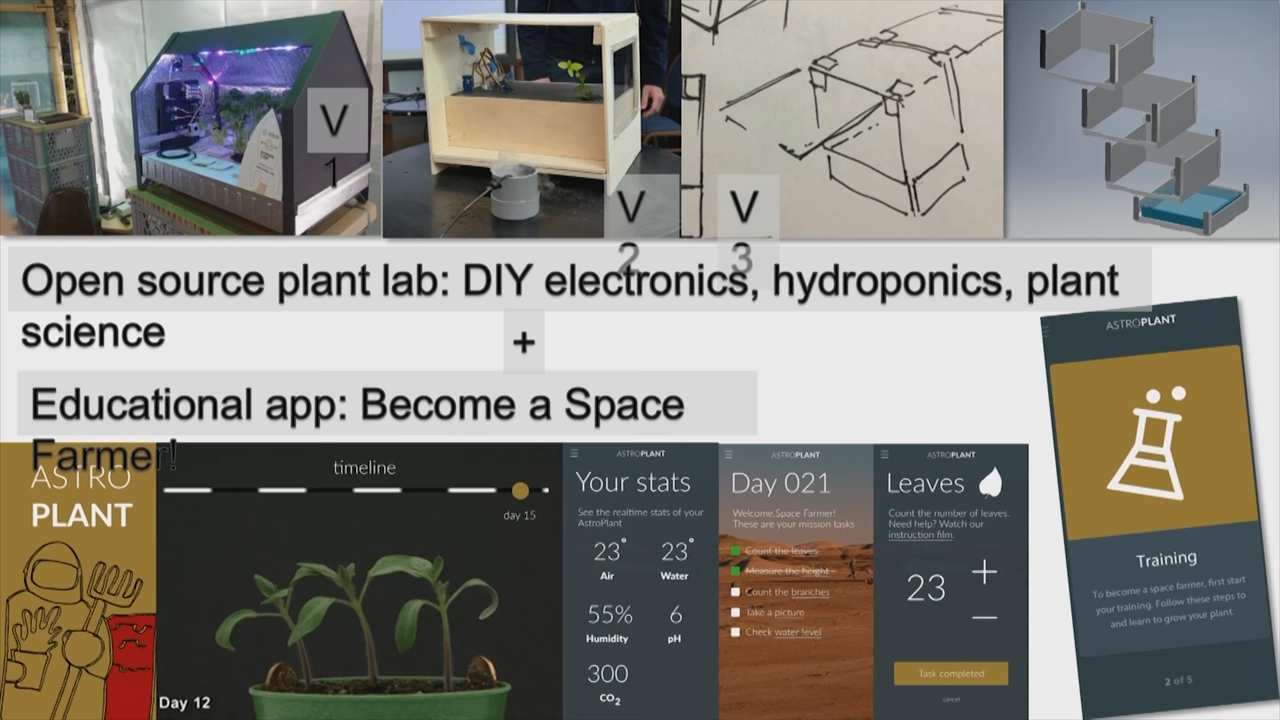 V
1
V
2
V
3
Open source plant lab: DIY electronics, hydroponics, plant
science
+
Educational app: Become a Space
Farmer!
ASTROPLANT
Training
To become a space farmer, first start
your training. Follow these steps to
and learn to grow your plant.
2 of 5
ASTRO
PLANT
timeline
day 15
Day 12
ASTROPLANT
Your stats
See the realtime stats of your
AstroPlant
23° 23°
Air Water
55% 6
Humidity pH
300
CO2
ASTROPLANT
Day 021
Welcome,Space Farmer!
These are your mission tasks
Count the leaves
Measure the height
Count the branches
Take a picture
Check water level
ASTROPLANT
Leaves
Count the number of leaves.
Need help? Watch our
instruction film.
23
+
−
Task completed
cancel